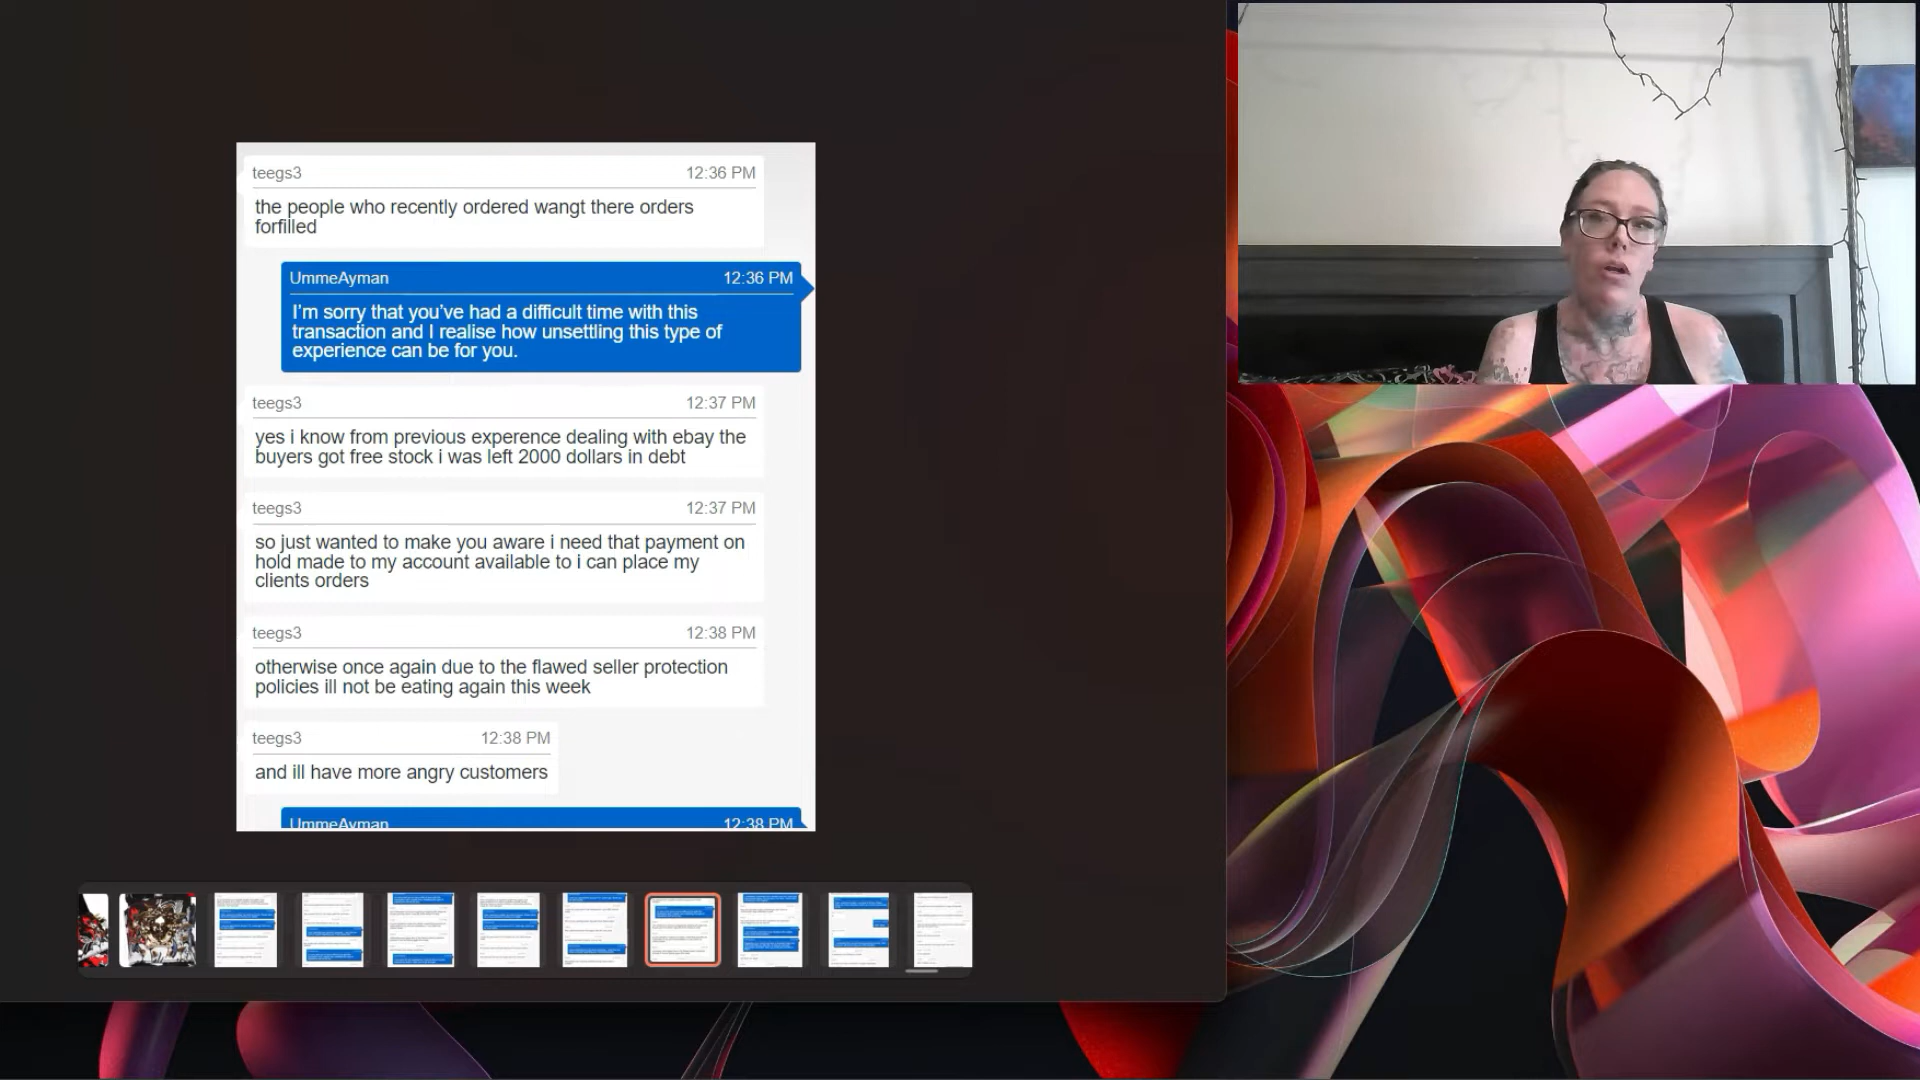 teegs3 12:36 PM
the people who recently ordered wangt there orders
forfilled
UmmeAyman 12:36 PM
I'm sorry that you've had a difficult time with this
transaction and I realise how unsettling this type of
experience can be for you.
teegs3 12:37 PM
yes i know from previous experence dealing with ebay the
buyers got free stock i was left 2000 dollars in debt
teegs3 12:37 PM
so just wanted to make you aware i need that payment on
hold made to my account available to i can place my
clients orders
teegs3 12:38 PM
otherwise once again due to the flawed seller protection
policies ill not be eating again this week
teegs3 12:38 PM
and ill have more angry customers
UmmeAyman 12:38 PM